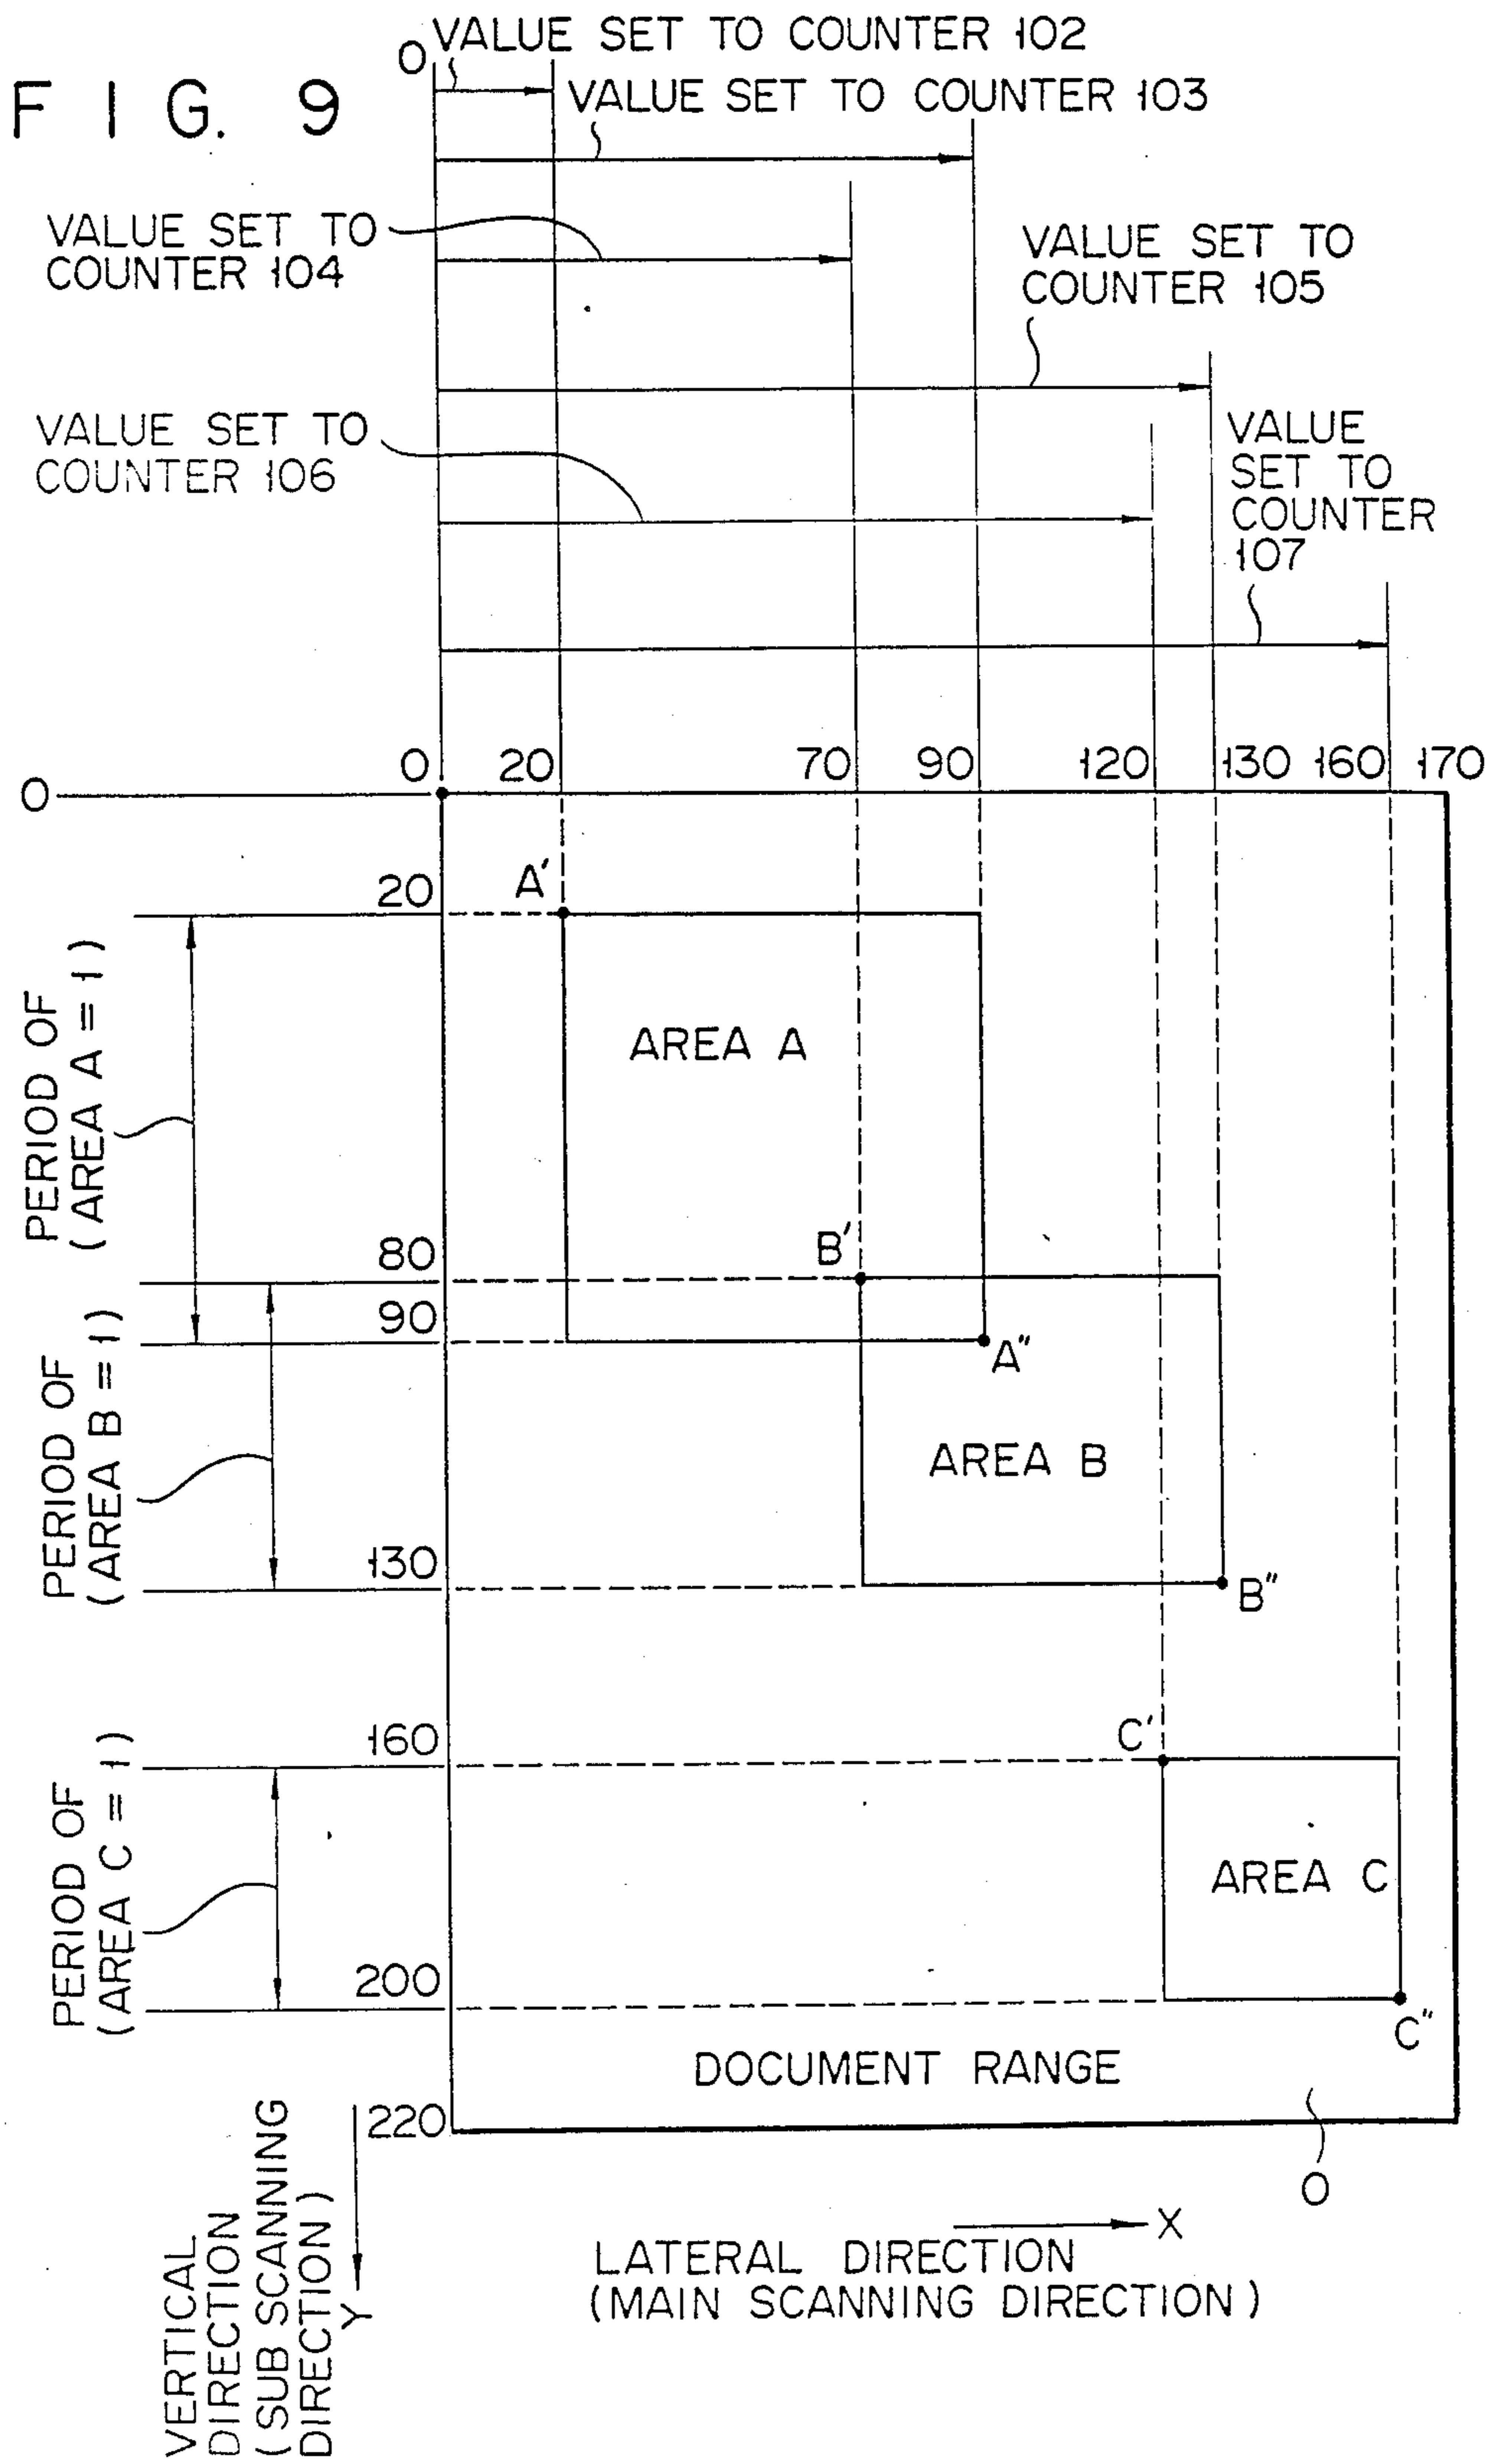 FIG. 9
0
VALUE SET TO COUNTER 102
VALUE SET TO COUNTER 103
VALUE SET TO
COUNTER 104
VALUE SET TO
COUNTER 105
VALUE SET TO
COUNTER 106
VALUE
SET TO
COUNTER
107
0 20 70 90 120 130 160 170
0
20
A'
AREA A
PERIOD OF
(AREA A = 1)
80
B'
90
A"
PERIOD OF
(AREA B = 1)
AREA B
130
B"
160
C'
PERIOD OF
(AREA C = 1)
AREA C
200
C"
DOCUMENT RANGE
220
O
VERTICAL
DIRECTION
(SUB SCANNING
DIRECTION)
Y
X
LATERAL DIRECTION
(MAIN SCANNING DIRECTION)